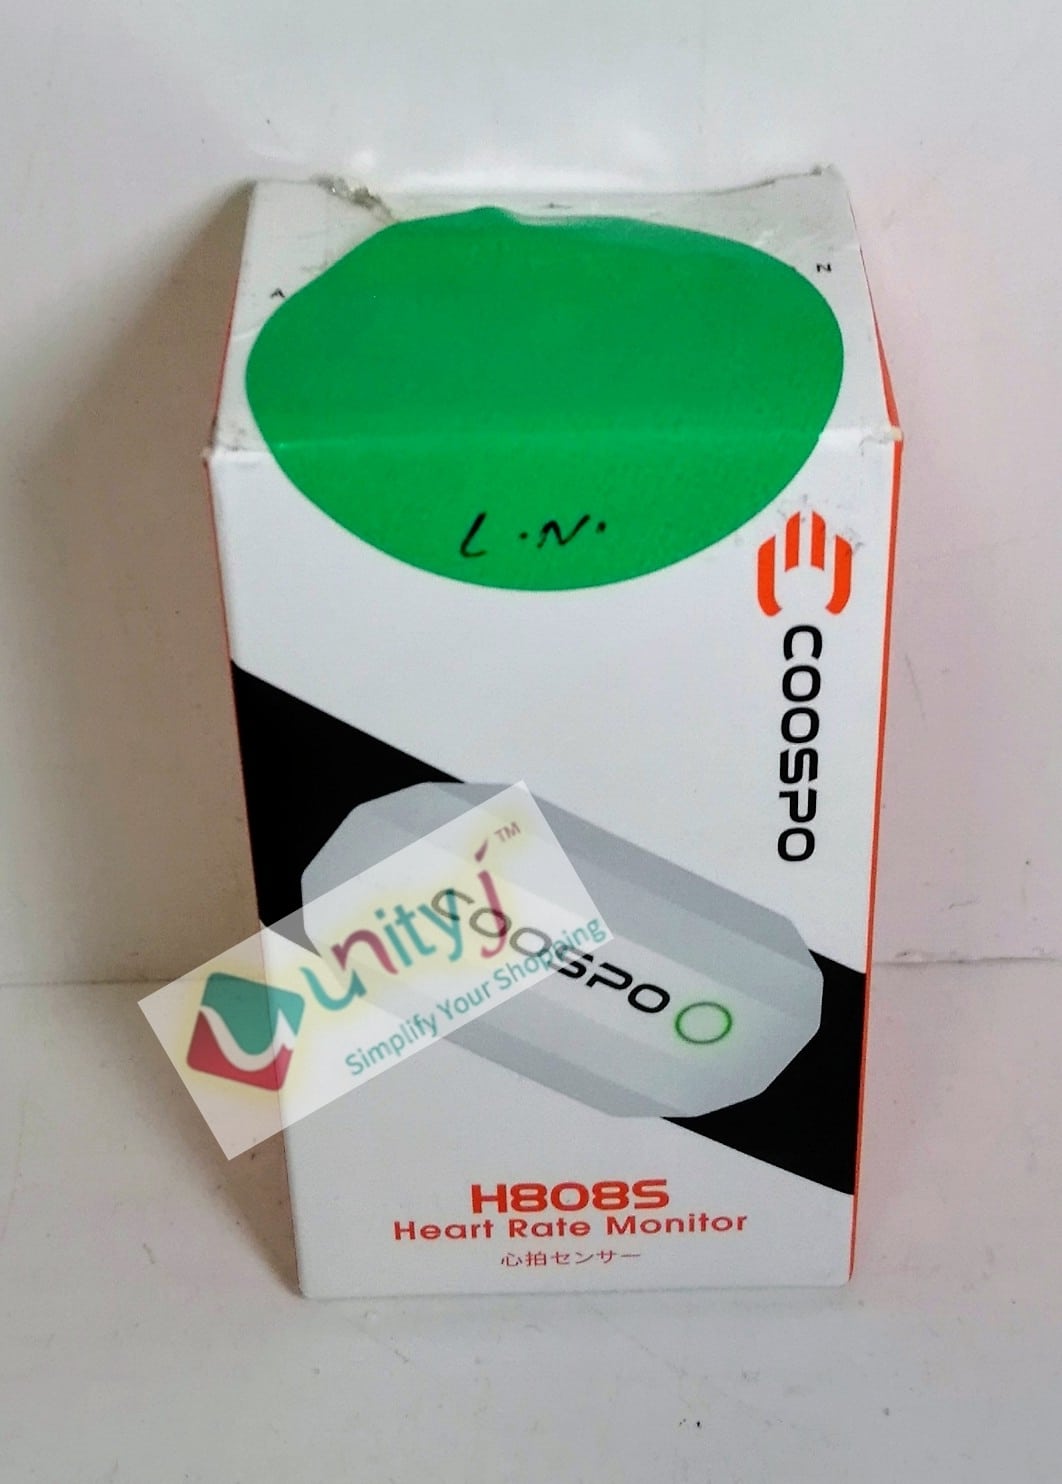 L.N.
COOSPO
COOSPO
unityj™
Simplify Your Shopping
H808S
Heart Rate Monitor
心拍センサー